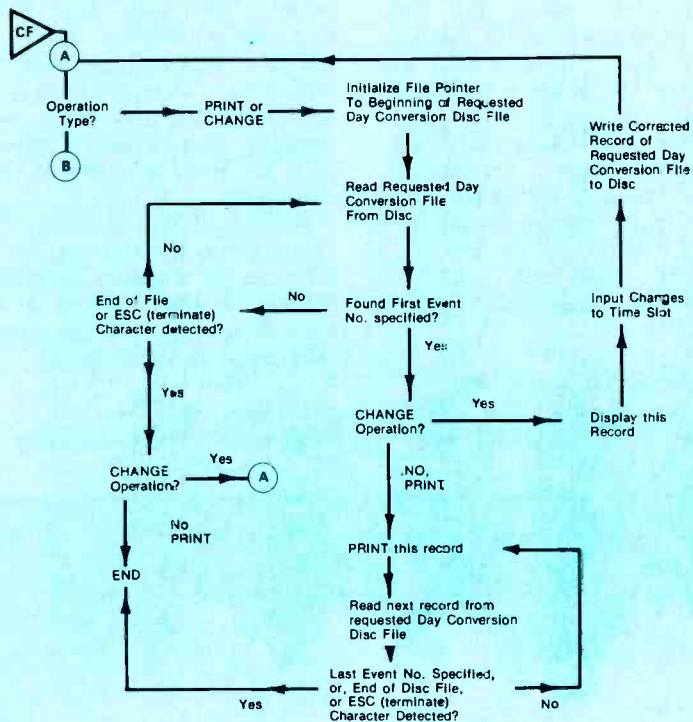 CF
A
Operation
Type?
PRINT or
CHANGE
Initialize File Pointer
To Beginning of Requested
Day Conversion Disc File
Write Corrected
Record of
Requested Day
Conversion File
to Disc
B
Read Requested Day
Conversion File
From Disc
No
End of File
or ESC (terminate)
Character detected?
No
Found First Event
No. specified?
Input Changes
to Time Slot
Yes
Yes
CHANGE
Operation?
Yes
Display this
Record
CHANGE
Operation?
Yes
A
NO,
PRINT
No
PRINT
PRINT this record
END
Read next record from
requested Day Conversion
Disc File
Yes
Last Event No. Specified,
or, End of Disc File,
or ESC (terminate)
Character Detected?
No